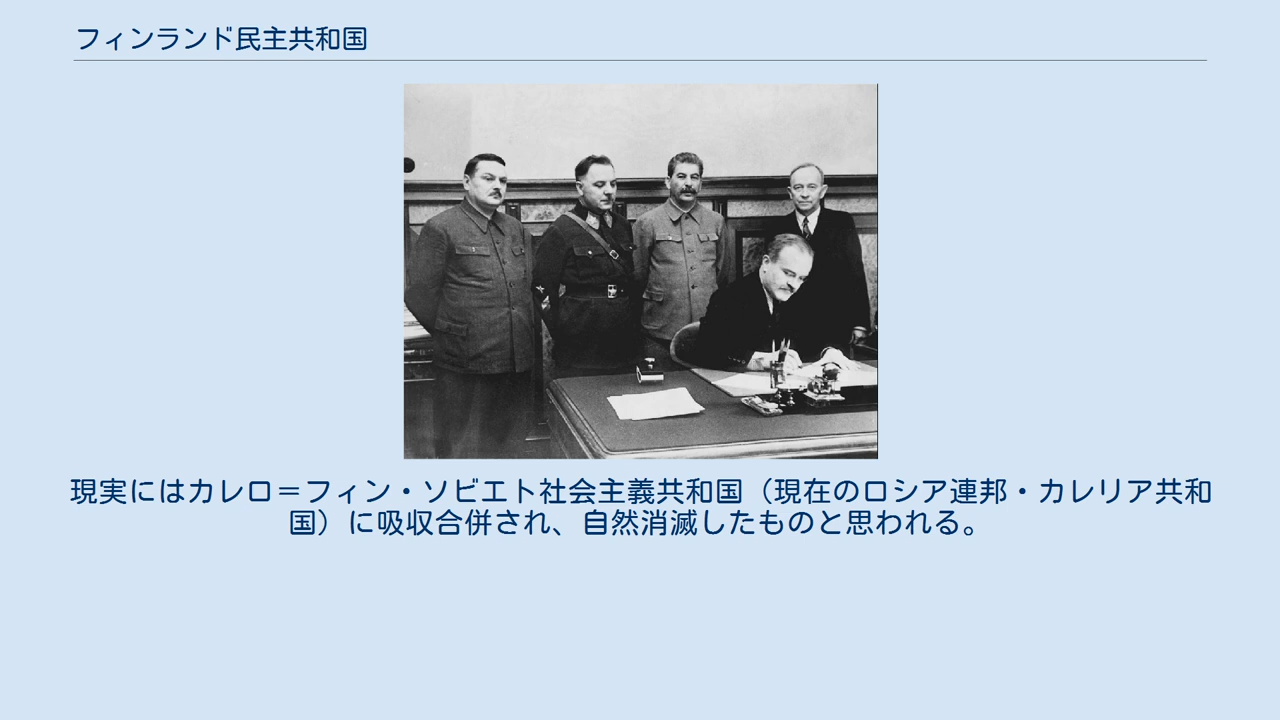 フィンランド民主共和国
現実にはカレロ＝フィン・ソビエト社会主義共和国（現在のロシア連邦・カレリア共和
国）に吸収合併され、自然消滅したものと思われる。